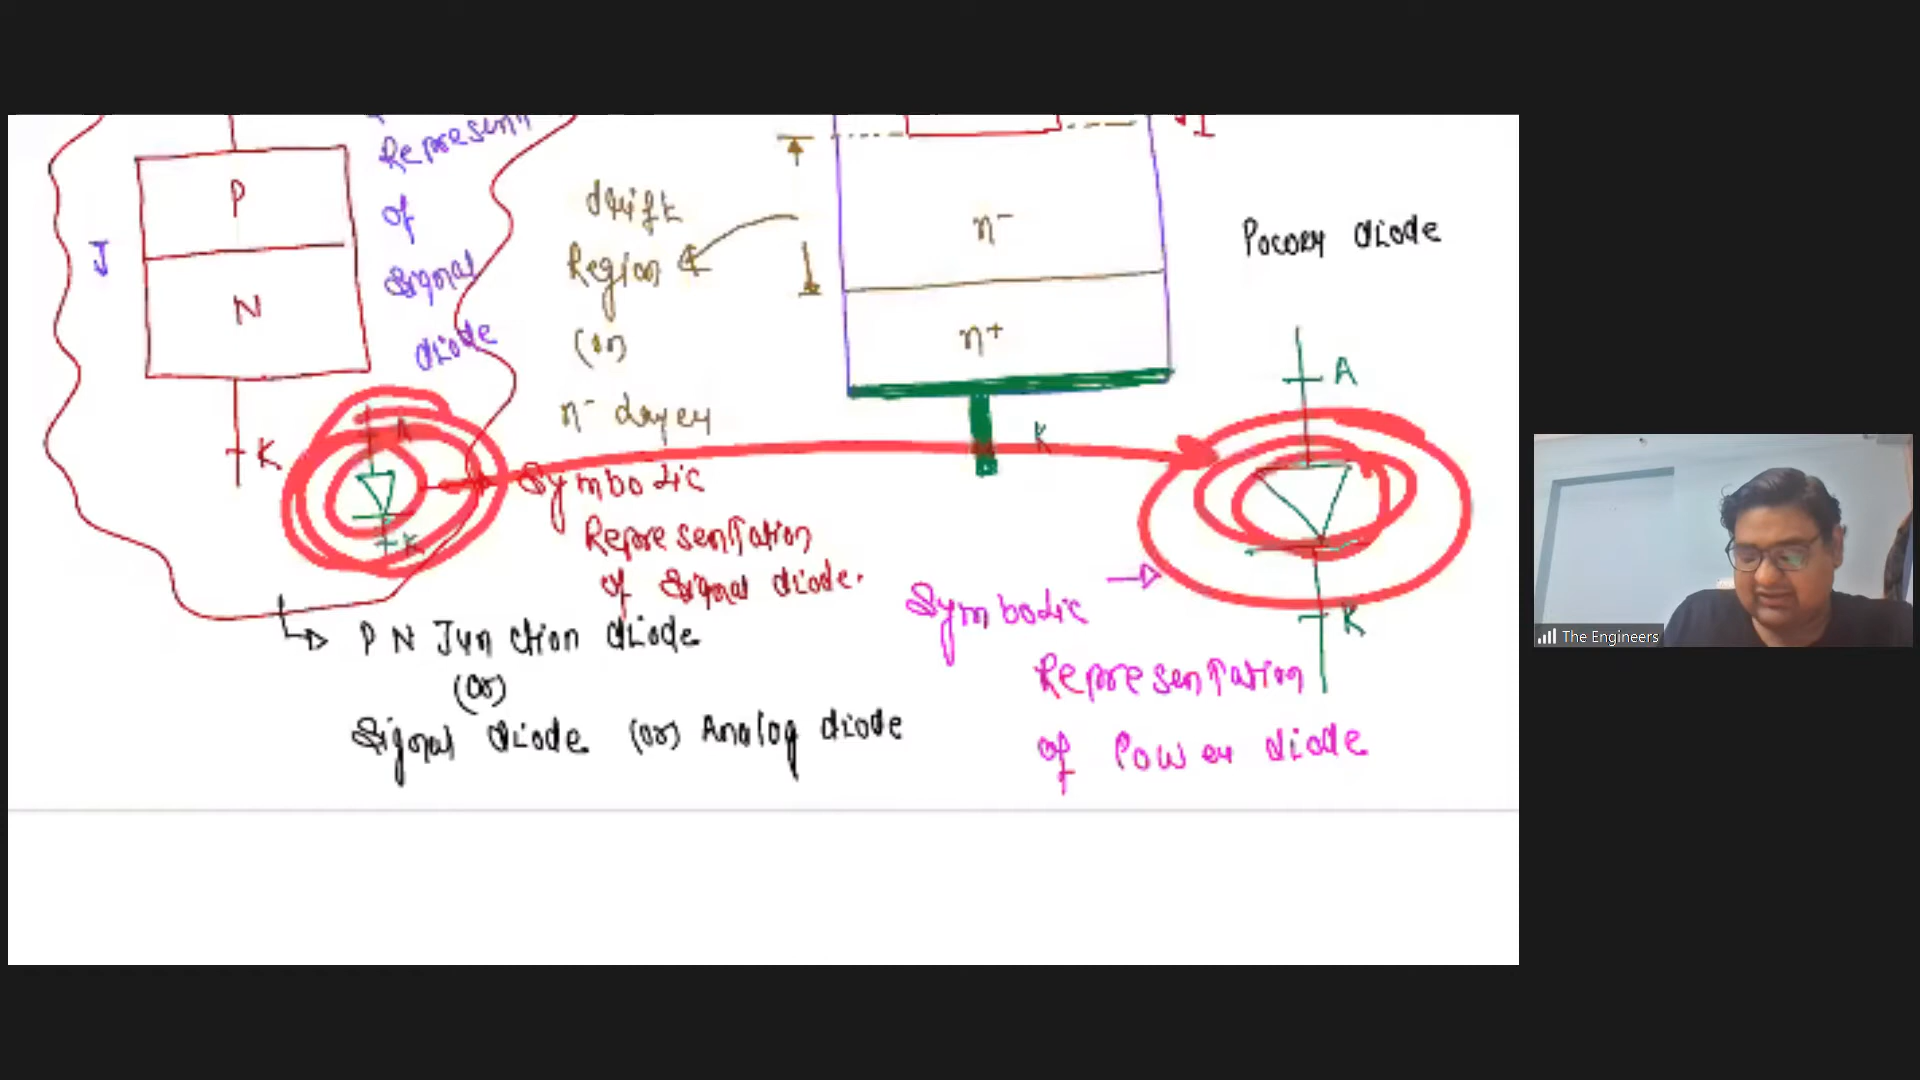 Represent
of
Signal
diode
P
J
N
K
A
K
drift
Region
(or)
n- Layer
n-
n+
K
Power diode
A
K
Symbolic
Representation
of Signal diode.
PN Junction diode
(or)
Signal diode (or) Analog diode
Symbolic
Representation
of Power diode
The Engineers